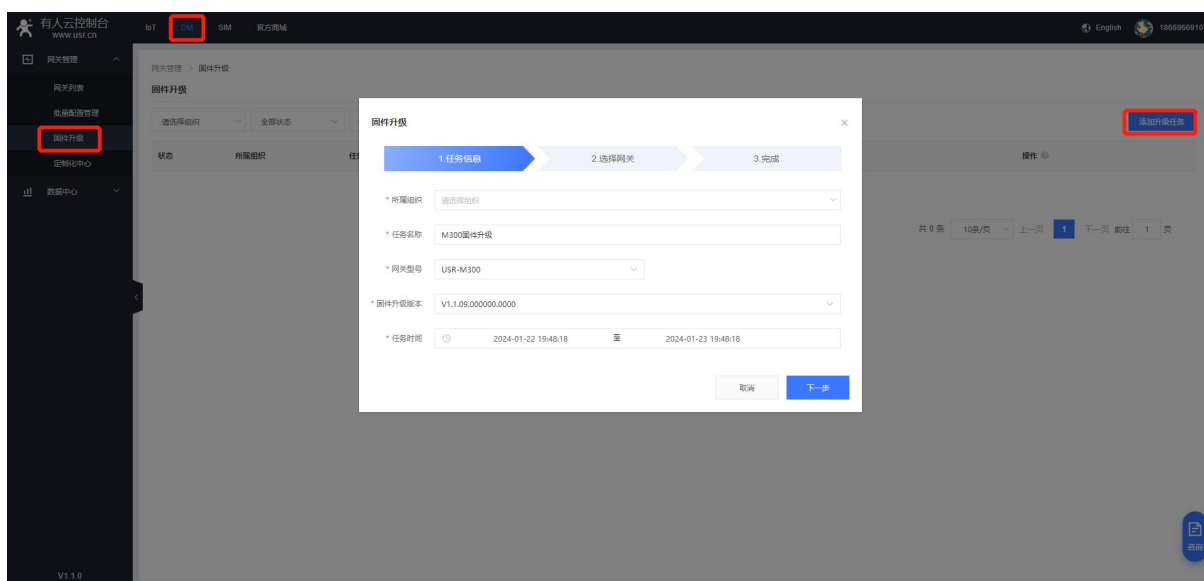 有人云控制台
www.usr.cn
IoT DM SIM 官方商城
English 1866956910
网关管理
网关列表
批量配置管理
固件升级
定制化中心
数据中心
V1.1.0
网关管理 > 固件升级
固件升级
请选择组织 全部状态
添加升级任务
状态 所属组织 操作
共 0 条 10条/页 上一页 1 下一页 前往 1 页
固件升级
1.任务信息 2.选择网关 3.完成
* 所属组织 请选择组织
* 任务名称 M300固件升级
* 网关型号 USR-M300
* 固件升级版本 V1.1.09.000000.0000
* 任务时间 2024-01-22 19:48:18 至 2024-01-23 19:48:18
取消 下一步
咨询